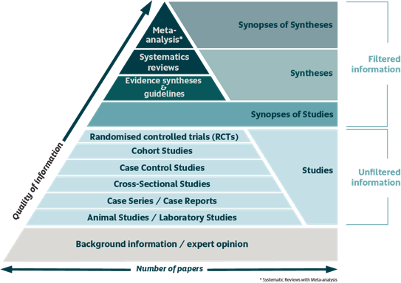 Meta-
analysis*
Synopses of Syntheses
Systematics
reviews
Evidence syntheses
&
guidelines
Syntheses
Filtered
information
Synopses of Studies
Randomised controlled trials (RCTs)
Cohort Studies
Case Control Studies
Cross-Sectional Studies
Case Series / Case Reports
Animal Studies / Laboratory Studies
Studies
Unfiltered
information
Background information / expert opinion
Quality of Information
Number of papers
* Systematic Reviews with Meta-analysis